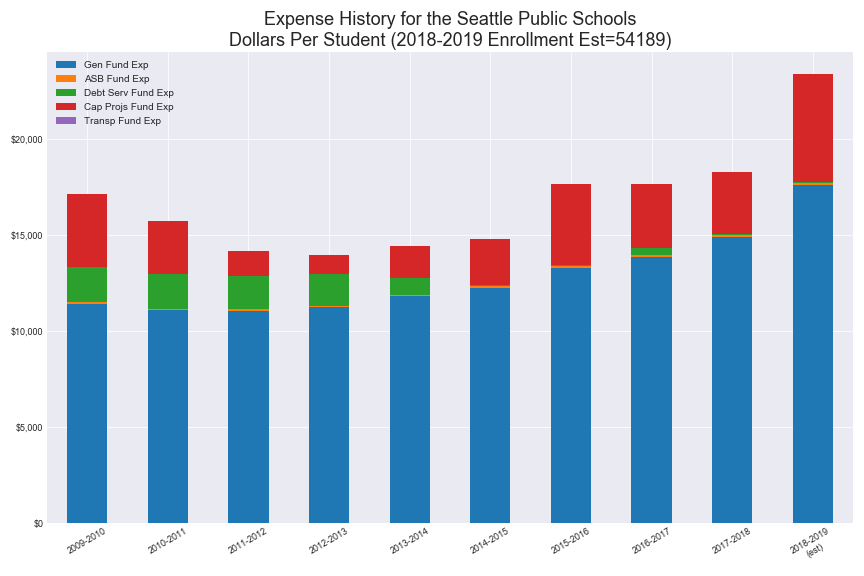 Expense History for the Seattle Public Schools
Dollars Per Student (2018-2019 Enrollment Est=54189)
Gen Fund Exp
ASB Fund Exp
Debt Serv Fund Exp
Cap Projs Fund Exp
Transp Fund Exp
$20,000
$15,000
$10,000
$5,000
$0
2009-2010
2010-2011
2011-2012
2012-2013
2013-2014
2014-2015
2015-2016
2016-2017
2017-2018
2018-2019
(est)